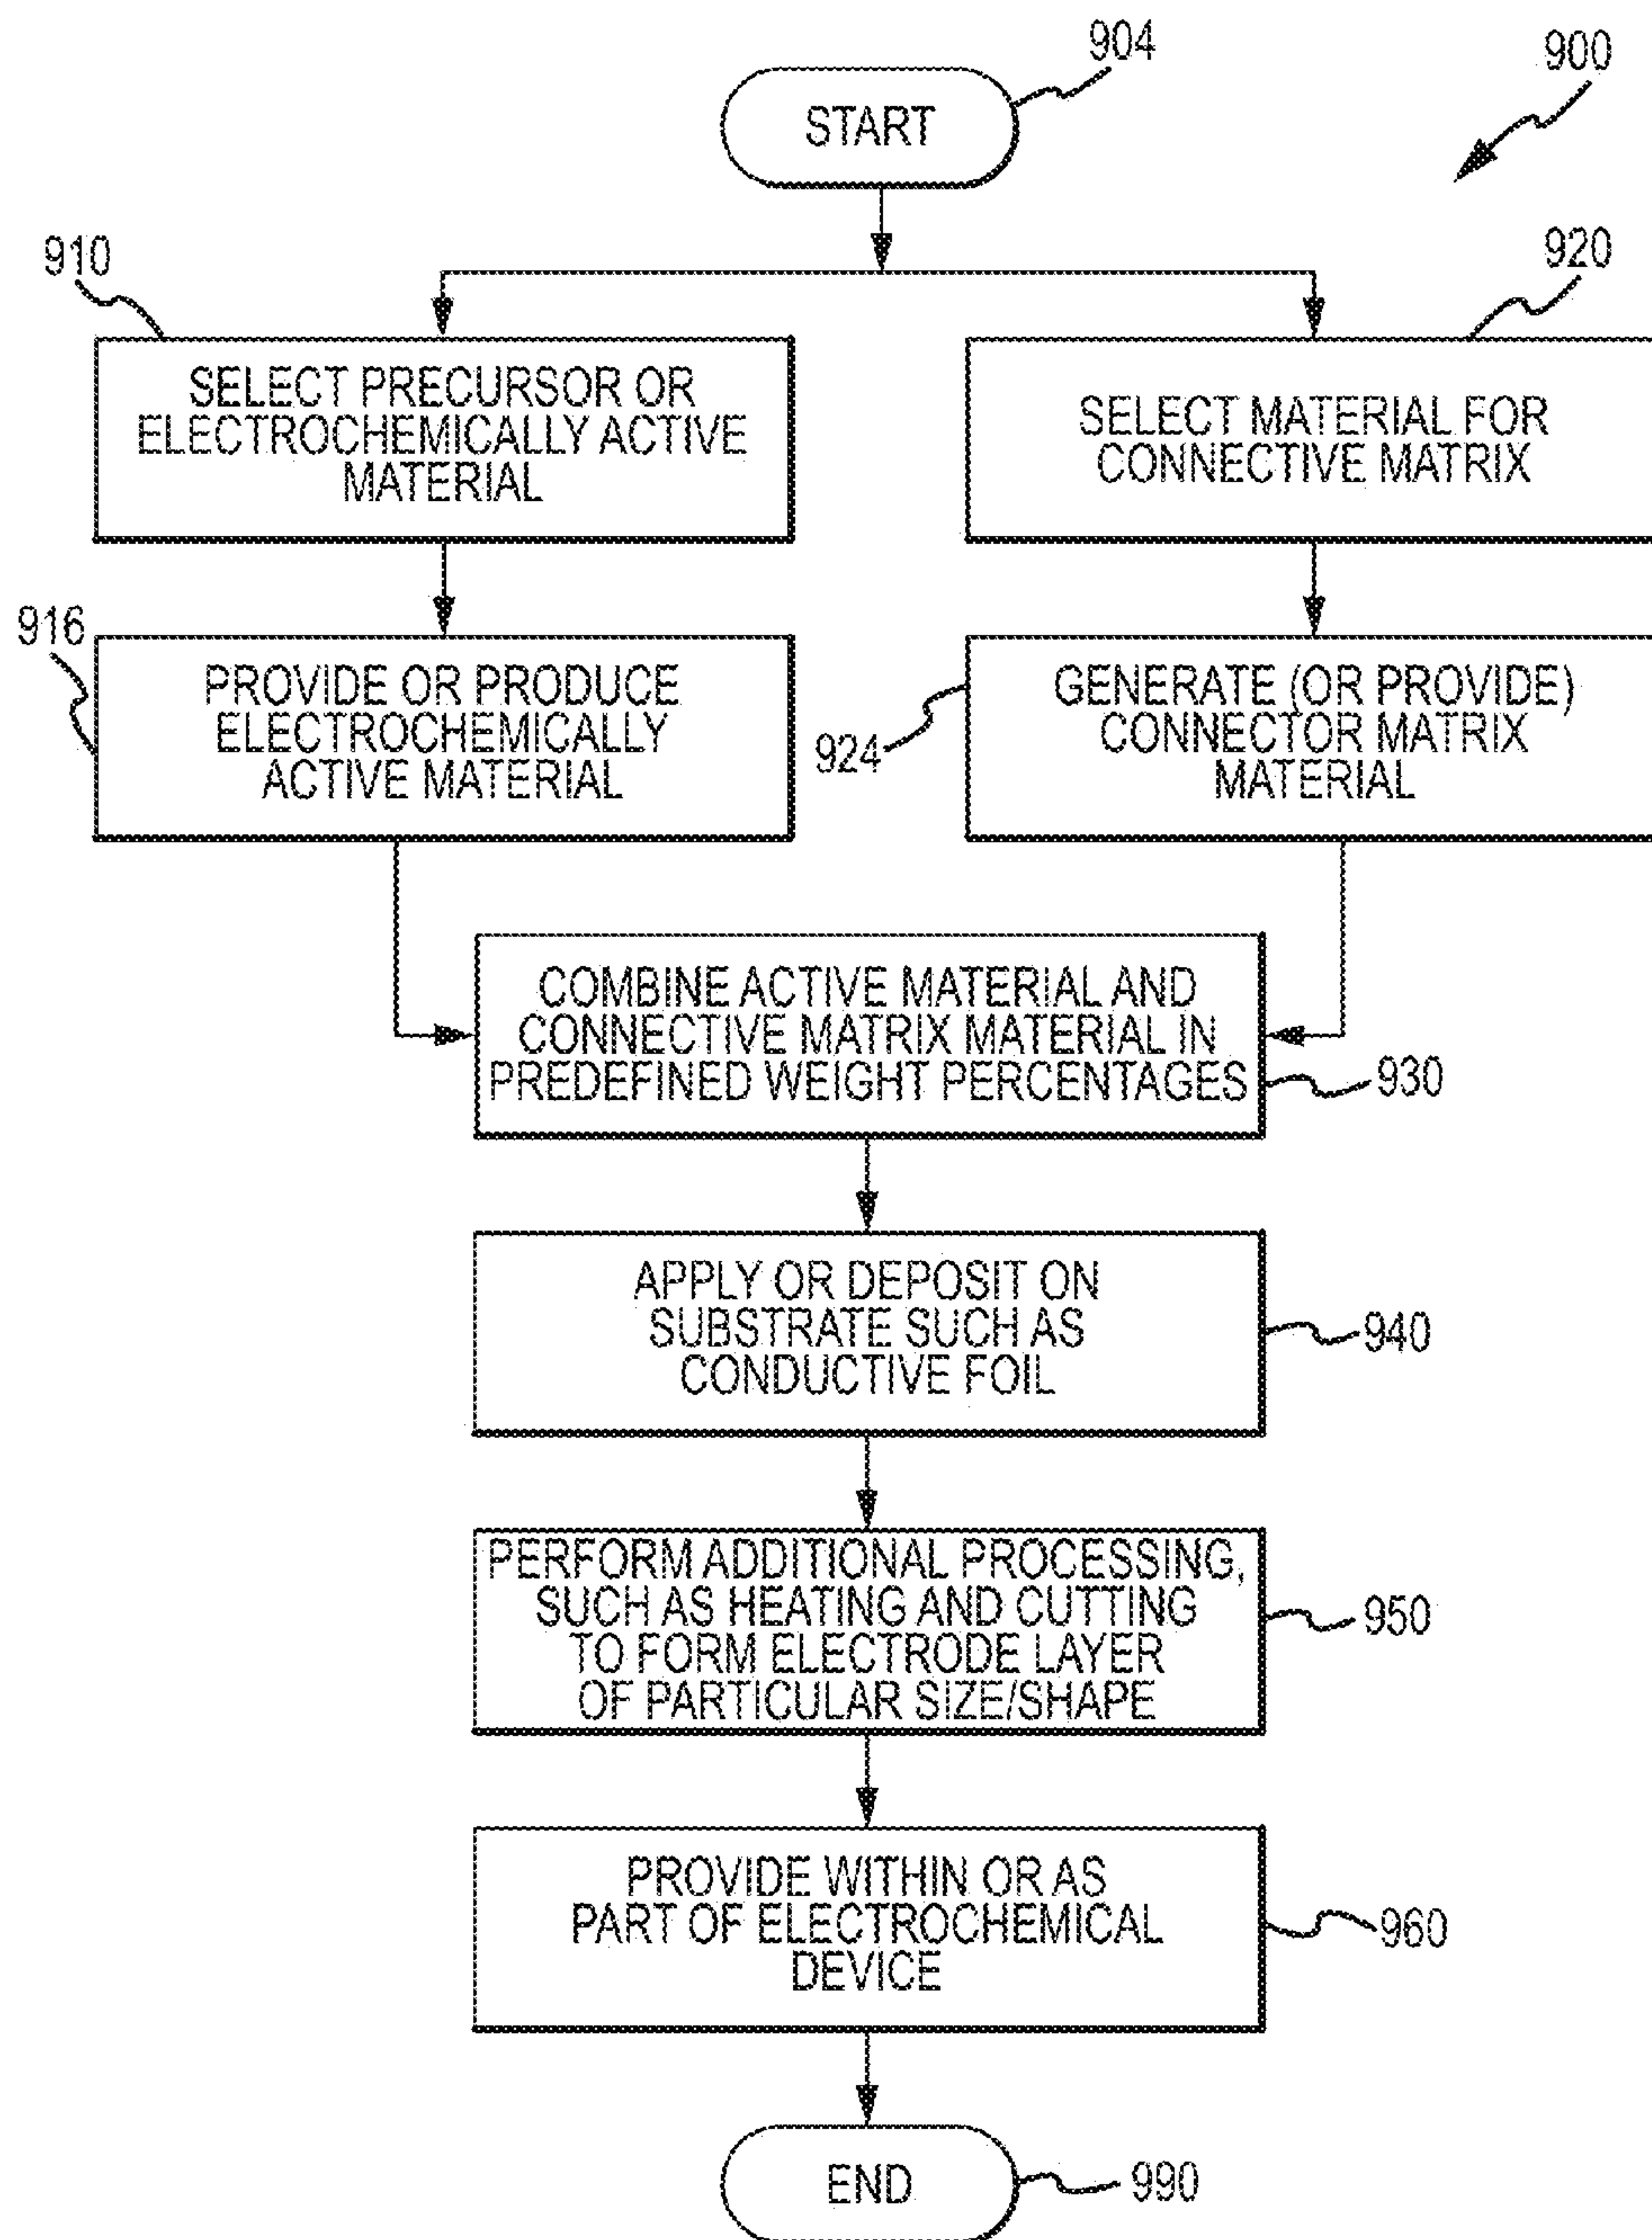 904
900
START
910
920
SELECT PRECURSOR OR
ELECTROCHEMICALLY ACTIVE
MATERIAL
SELECT MATERIAL FOR
CONNECTIVE MATRIX
916
PROVIDE OR PRODUCE
ELECTROCHEMICALLY
ACTIVE MATERIAL
924
GENERATE (OR PROVIDE)
CONNECTOR MATRIX
MATERIAL
COMBINE ACTIVE MATERIAL AND
CONNECTIVE MATRIX MATERIAL IN
PREDEFINED WEIGHT PERCENTAGES
930
APPLY OR DEPOSIT ON
SUBSTRATE SUCH AS
CONDUCTIVE FOIL
940
PERFORM ADDITIONAL PROCESSING,
SUCH AS HEATING AND CUTTING
TO FORM ELECTRODE LAYER
OF PARTICULAR SIZE/SHAPE
950
PROVIDE WITHIN OR AS
PART OF ELECTROCHEMICAL
DEVICE
960
END
990